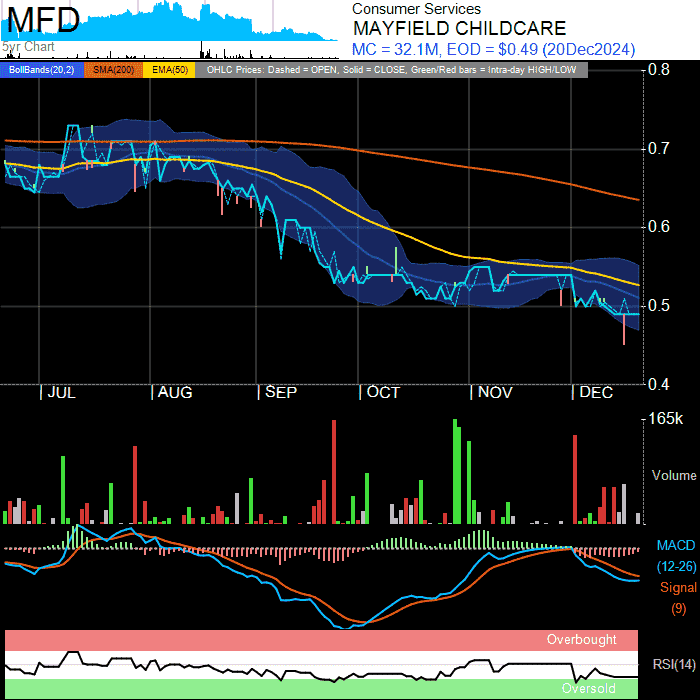 MFD
5yr Chart
Consumer Services
MAYFIELD CHILDCARE
MC = 32.1M, EOD = $0.49 (20Dec2024)
BollBands(20,2) SMA(200) EMA(50) OHLC Prices: Dashed = OPEN, Solid = CLOSE, Green/Red bars = Intra-day HIGH/LOW
0.8
0.7
0.6
0.5
0.4
JUL AUG SEP OCT NOV DEC
165k
Volume
MACD
(12-26)
Signal
(9)
Overbought
RSI(14)
Oversold